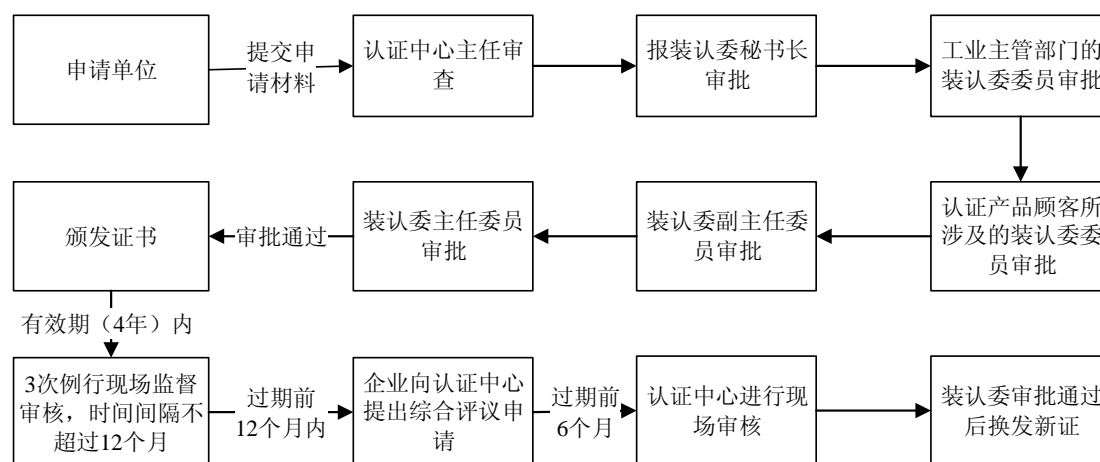 申请单位
提交申
请材料
认证中心主任审
查
报装认委秘书长
审批
工业主管部门的
装认委委员审批
认证产品顾客所
涉及的装认委委
员审批
装认委副主任委
员审批
装认委主任委员
审批
审批通过
颁发证书
有效期（4年）内
3次例行现场监督
审核，时间间隔不
超过12个月
过期前
12个月内
企业向认证中心
提出综合评议申
请
过期前
6个月
认证中心进行现
场审核
装认委审批通过
后换发新证